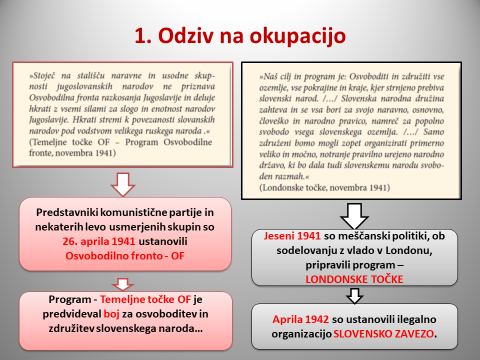 1. Odziv na okupacijo
»Stoječ na stališču naravne in usodne skup-
nosti jugoslovanskih narodov ne priznava
Osvobodilna fronta razkosanja Jugoslavije in deluje
hkrati z vsemi silami za slogo in enotnost narodov
Jugoslavije. Hkrati stremi k povezanosti slovanskih
narodov pod vodstvom velikega ruskega naroda .«
(Temeljne točke OF – Program Osvobodilne
fronte, novembra 1941)
Predstavniki komunistične partije in
nekaterih levo usmerjenih skupin so
26. aprila 1941 ustanovili
Osvobodilno fronto - OF
Program - Temeljne točke OF je
predvideval boj za osvoboditev in
združitev slovenskega naroda…
»Naš cilj in program je: Osvoboditi in združiti vse
ozemlje, vse pokrajine in kraje, kjer strnjeno prebiva
slovenski narod. /…/ Slovenska narodna družina
zahteva in se vsa bori za svojo naravno, osnovno,
človeško in narodno pravico, namreč za popolno
svobodo vsega slovenskega ozemlja. /…/ Samo
združeni bomo mogli zopet organizirati primerno
veliko in močno, notranje pravilno urejeno narodno
državo, ki bo dala tudi slovenskemu narodu svobo-
den razmah.«
(Londonske točke, novembra 1941)
Jeseni 1941 so meščanski politiki, ob
sodelovanju z vlado v Londonu,
pripravili program –
LONDONSKE TOČKE
Aprila 1942 so ustanovili ilegalno
organizacijo SLOVENSKO ZAVEZO.